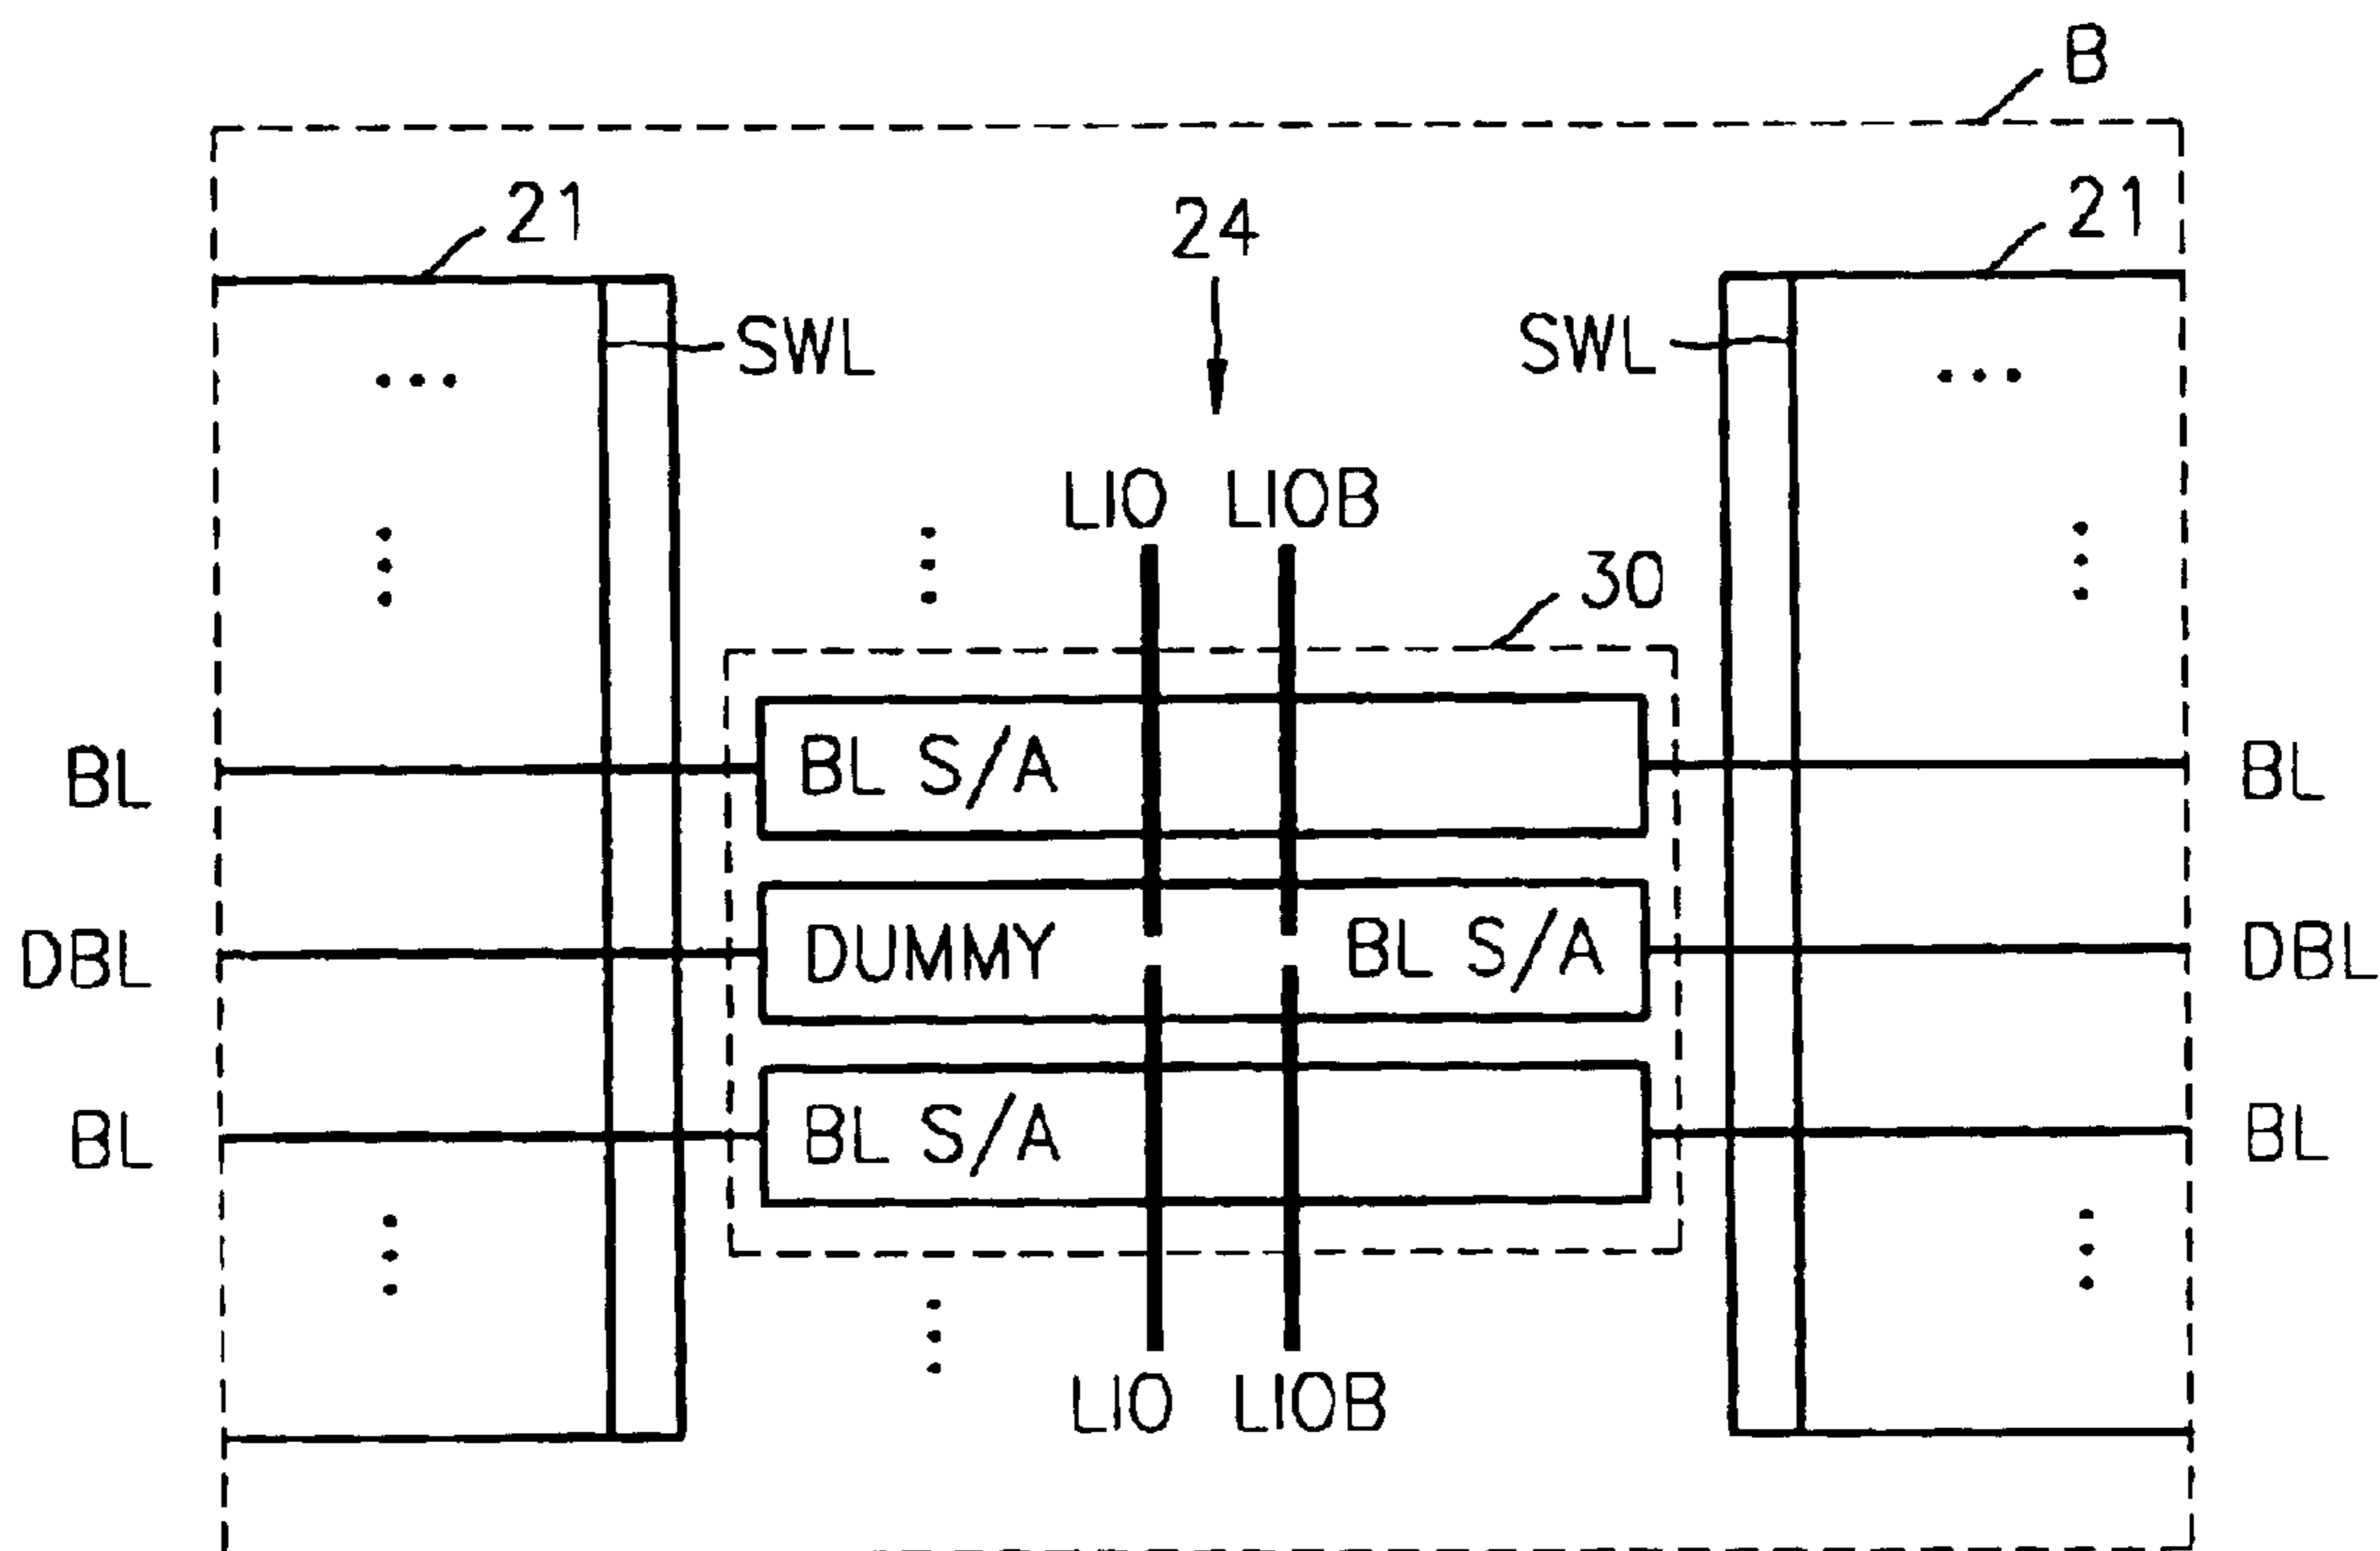 B
21
24
21
SWL
SWL
LIO LIOB
30
BL
BL S/A
BL
DBL
DUMMY BL S/A
DBL
BL
BL S/A
BL
LIO LIOB